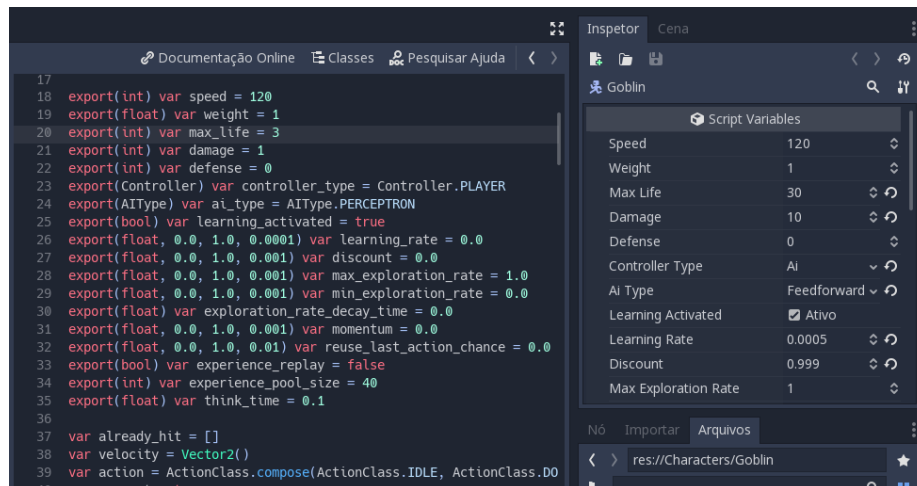 Documentação Online Classes Pesquisar Ajuda
17
18 export(int) var speed = 120
19 export(float) var weight = 1
20 export(int) var max_life = 3
21 export(int) var damage = 1
22 export(int) var defense = 0
23 export(Controller) var controller_type = Controller.PLAYER
24 export(AIType) var ai_type = AIType.PERCEPTRON
25 export(bool) var learning_activated = true
26 export(float, 0.0, 1.0, 0.0001) var learning_rate = 0.0
27 export(float, 0.0, 1.0, 0.001) var discount = 0.0
28 export(float, 0.0, 1.0, 0.001) var max_exploration_rate = 1.0
29 export(float, 0.0, 1.0, 0.001) var min_exploration_rate = 0.0
30 export(float) var exploration_rate_decay_time = 0.0
31 export(float, 0.0, 1.0, 0.001) var momentum = 0.0
32 export(float, 0.0, 1.0, 0.01) var reuse_last_action_chance = 0.0
33 export(bool) var experience_replay = false
34 export(int) var experience_pool_size = 40
35 export(float) var think_time = 0.1
36
37 var already_hit = []
38 var velocity = Vector2()
39 var action = ActionClass.compose(ActionClass.IDLE, ActionClass.DO
Inspetor Cena
Goblin
Script Variables
Speed 120
Weight 1
Max Life 30
Damage 10
Defense 0
Controller Type Ai
Ai Type Feedforward
Learning Activated Ativo
Learning Rate 0.0005
Discount 0.999
Max Exploration Rate 1
Nó Importar Arquivos
res://Characters/Goblin